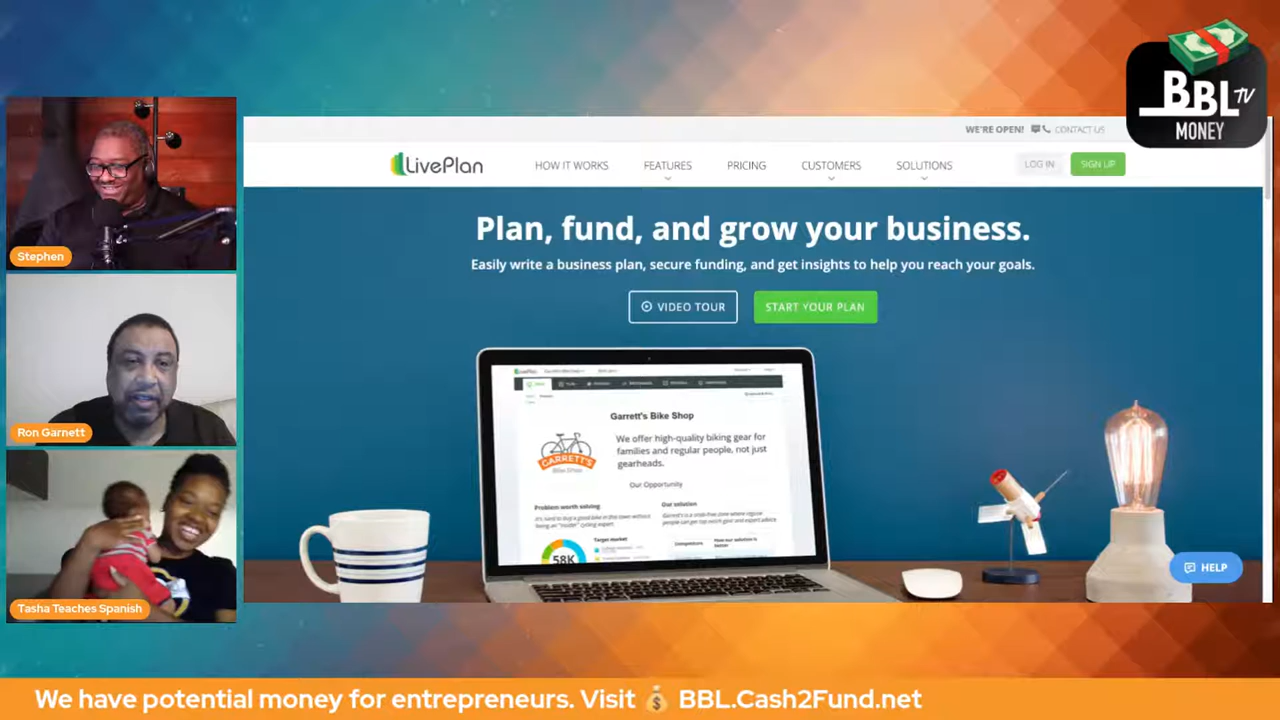 BBL TV
MONEY
WE'RE OPEN! CONTACT US
LivePlan
HOW IT WORKS
FEATURES
PRICING
CUSTOMERS
SOLUTIONS
LOG IN
SIGN UP
Plan, fund, and grow your business.
Easily write a business plan, secure funding, and get insights to help you reach your goals.
VIDEO TOUR
START YOUR PLAN
Garrett's Bike Shop
GARRETT'S
We offer high-quality biking gear for
families and regular people, not just
gearheads.
Our Opportunity
Problem worth solving
Our solution
Target market
58K
HELP
Stephen
Ron Garnett
Tasha Teaches Spanish
We have potential money for entrepreneurs. Visit 💰 BBL.Cash2Fund.net